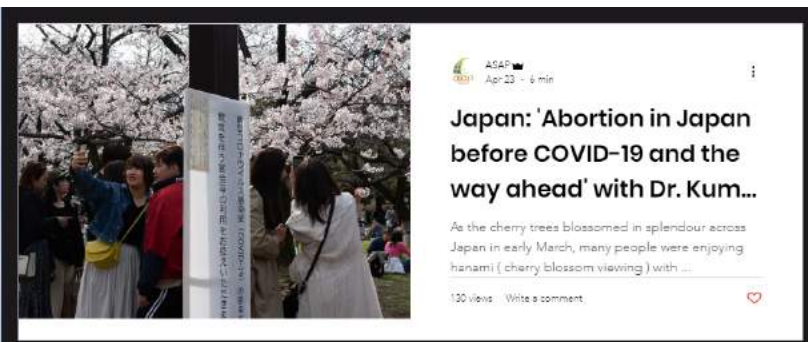 ASAP
Apr 23 · 6 min
Japan: 'Abortion in Japan
before COVID-19 and the
way ahead' with Dr. Kum...
As the cherry trees blossomed in splendour across
Japan in early March, many people were enjoying
hanami ( cherry blossom viewing ) with ...
130 views Write a comment
(COVID-19)